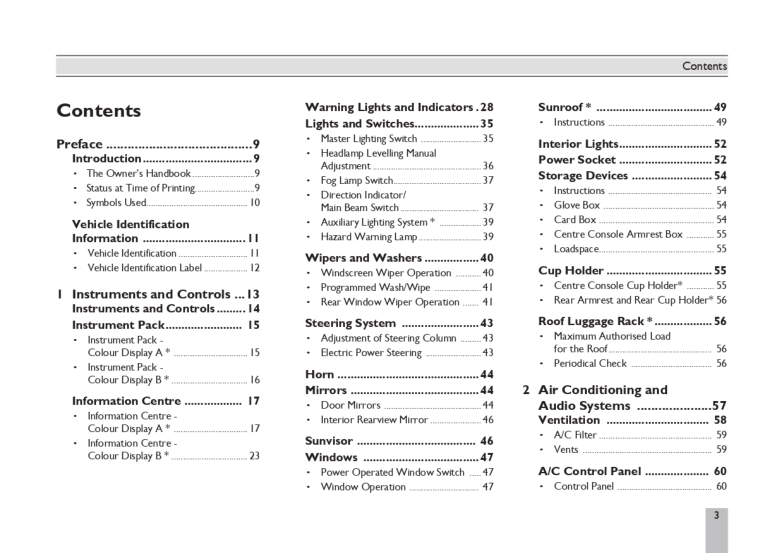 Contents
Contents
Preface .........................................9
Introduction ..................................9
• The Owner's Handbook..............................9
• Status at Time of Printing............................9
• Symbols Used................................................10
Vehicle Identification
Information ................................11
• Vehicle Identification ..................................11
• Vehicle Identification Label .....................12
1 Instruments and Controls ...13
Instruments and Controls .........14
Instrument Pack........................ 15
• Instrument Pack -
Colour Display A * ....................................15
• Instrument Pack -
Colour Display B * .....................................16
Information Centre .................. 17
• Information Centre -
Colour Display A * ....................................17
• Information Centre -
Colour Display B * .....................................23
Warning Lights and Indicators .28
Lights and Switches....................35
• Master Lighting Switch .............................35
• Headlamp Levelling Manual
Adjustment .....................................................36
• Fog Lamp Switch..........................................37
• Direction Indicator/
Main Beam Switch ...................................... 37
• Auxiliary Lighting System * ....................39
• Hazard Warning Lamp ..............................39
Wipers and Washers .................40
• Windscreen Wiper Operation ............40
• Programmed Wash/Wipe .......................41
• Rear Window Wiper Operation ........ 41
Steering System ........................43
• Adjustment of Steering Column ..........43
• Electric Power Steering ...........................43
Horn ............................................44
Mirrors ........................................44
• Door Mirrors ...............................................44
• Interior Rearview Mirror .........................46
Sunvisor ..................................... 46
Windows ....................................47
• Power Operated Window Switch ......47
• Window Operation .................................. 47
Sunroof * ....................................49
• Instructions ....................................................49
Interior Lights.............................52
Power Socket .............................52
Storage Devices .........................54
• Instructions .................................................... 54
• Glove Box ......................................................54
• Card Box ........................................................54
• Centre Console Armrest Box .............55
• Loadspace........................................................55
Cup Holder .................................55
• Centre Console Cup Holder* .............55
• Rear Armrest and Rear Cup Holder* 56
Roof Luggage Rack * ..................56
• Maximum Authorised Load
for the Roof................................................... 56
• Periodical Check ........................................ 56
2 Air Conditioning and
Audio Systems .....................57
Ventilation ................................ 58
• A/C Filter ....................................................... 59
• Vents ............................................................... 59
A/C Control Panel .................... 60
• Control Panel .............................................. 60
3